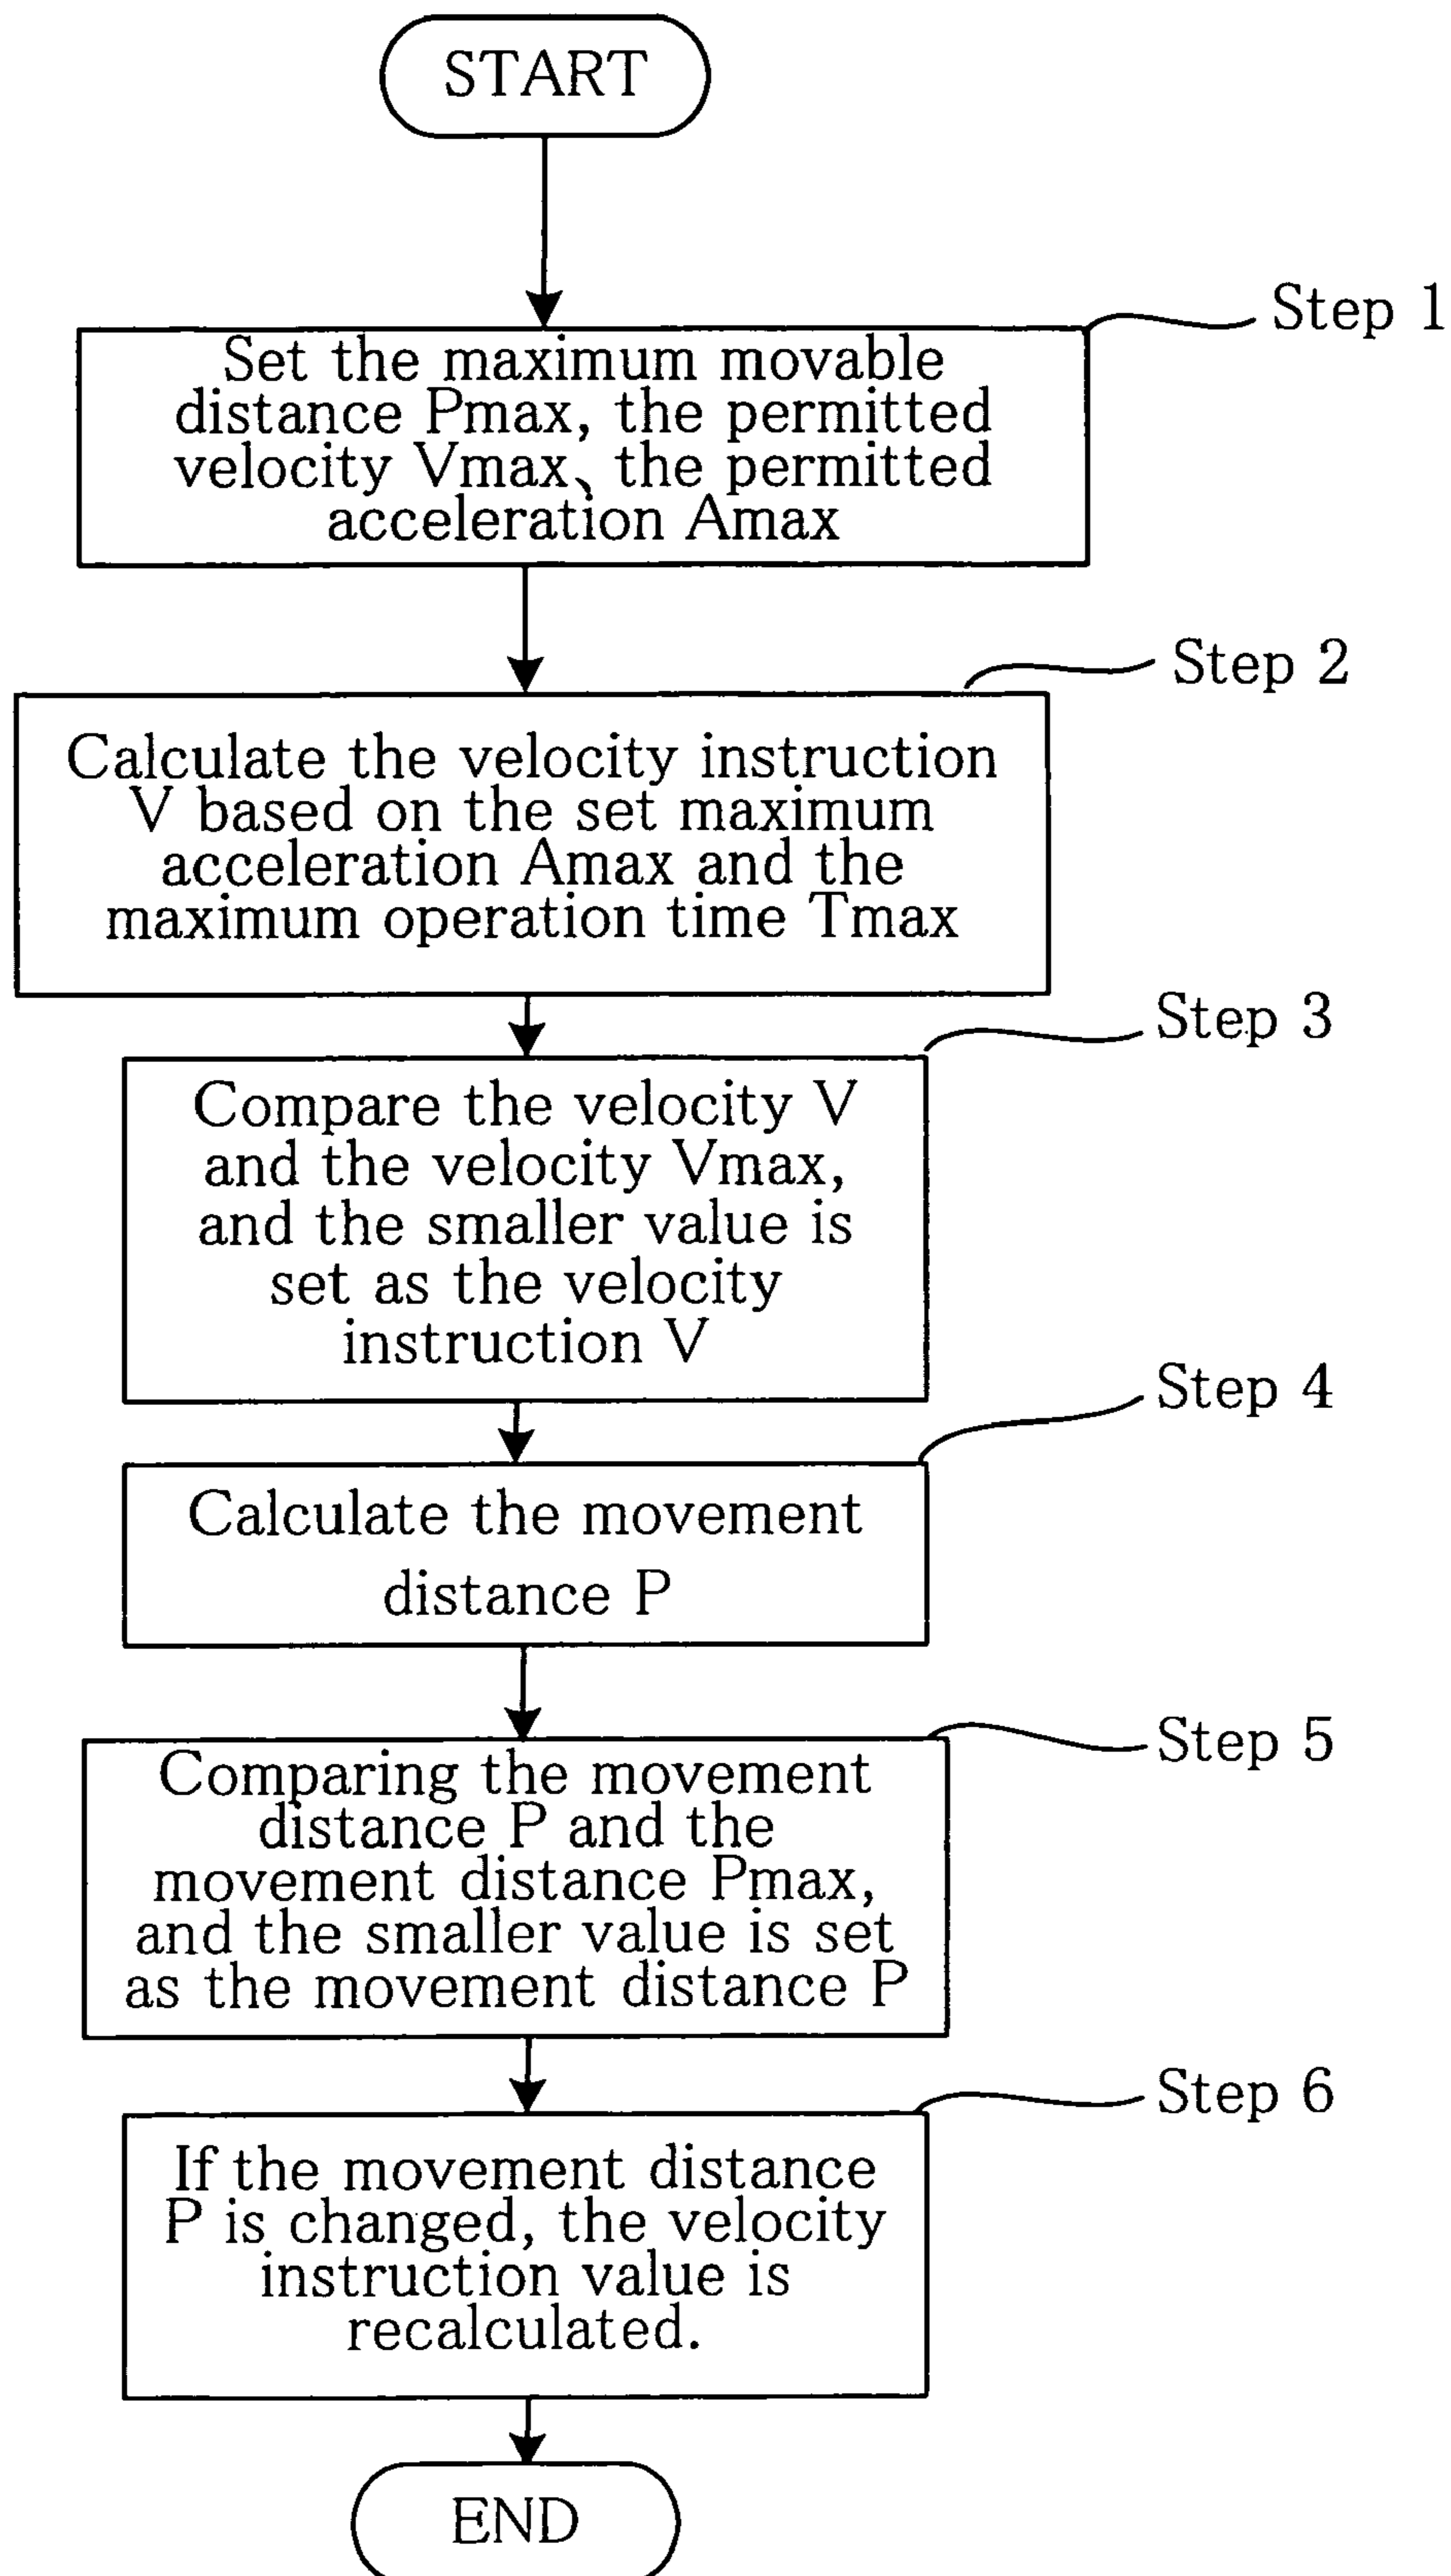 START
Step 1
Set the maximum movable
distance Pmax, the permitted
velocity Vmax、the permitted
acceleration Amax
Step 2
Calculate the velocity instruction
V based on the set maximum
acceleration Amax and the
maximum operation time Tmax
Step 3
Compare the velocity V
and the velocity Vmax,
and the smaller value is
set as the velocity
instruction V
Step 4
Calculate the movement
distance P
Step 5
Comparing the movement
distance P and the
movement distance Pmax,
and the smaller value is set
as the movement distance P
Step 6
If the movement distance
P is changed, the velocity
instruction value is
recalculated.
END